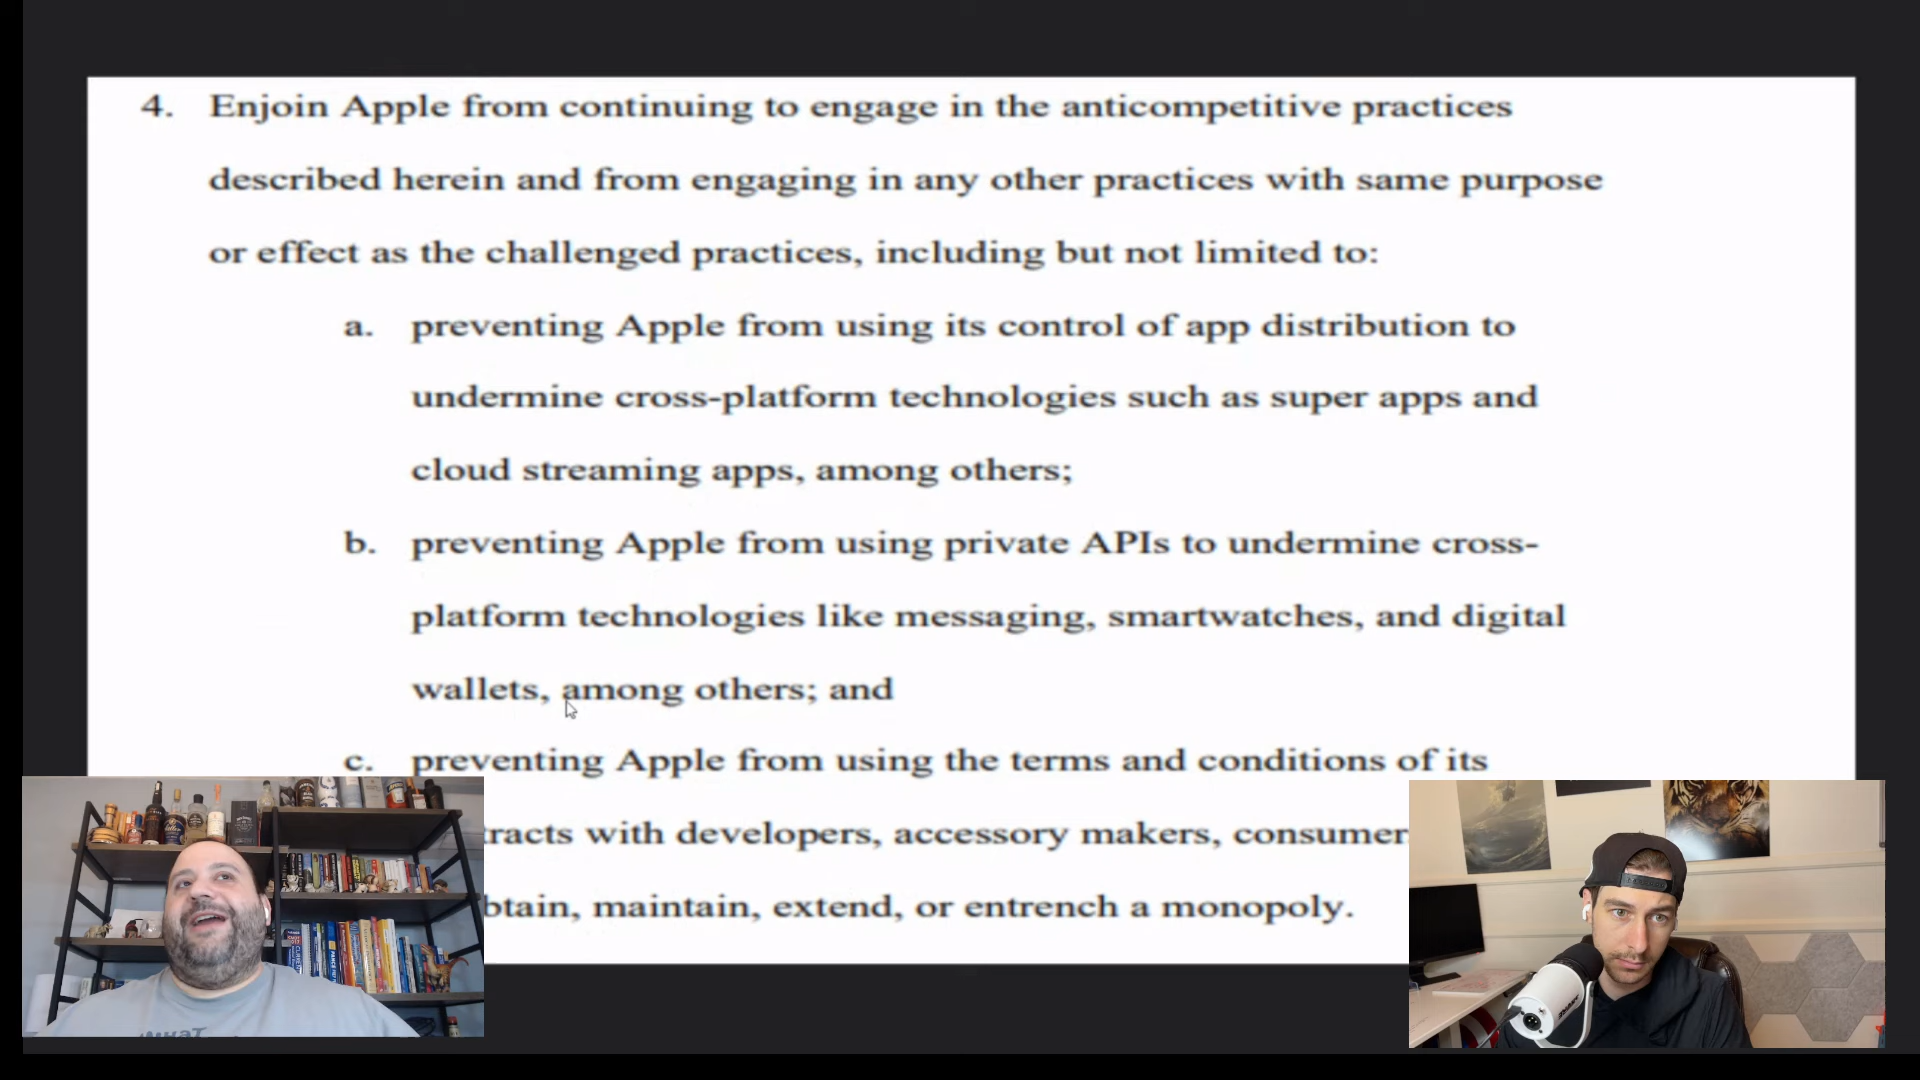 4. Enjoin Apple from continuing to engage in the anticompetitive practices
described herein and from engaging in any other practices with same purpose
or effect as the challenged practices, including but not limited to:
a. preventing Apple from using its control of app distribution to
undermine cross-platform technologies such as super apps and
cloud streaming apps, among others;
b. preventing Apple from using private APIs to undermine cross-
platform technologies like messaging, smartwatches, and digital
wallets, among others; and
c. preventing Apple from using the terms and conditions of its
tracts with developers, accessory makers, consumer
btain, maintain, extend, or entrench a monopoly.